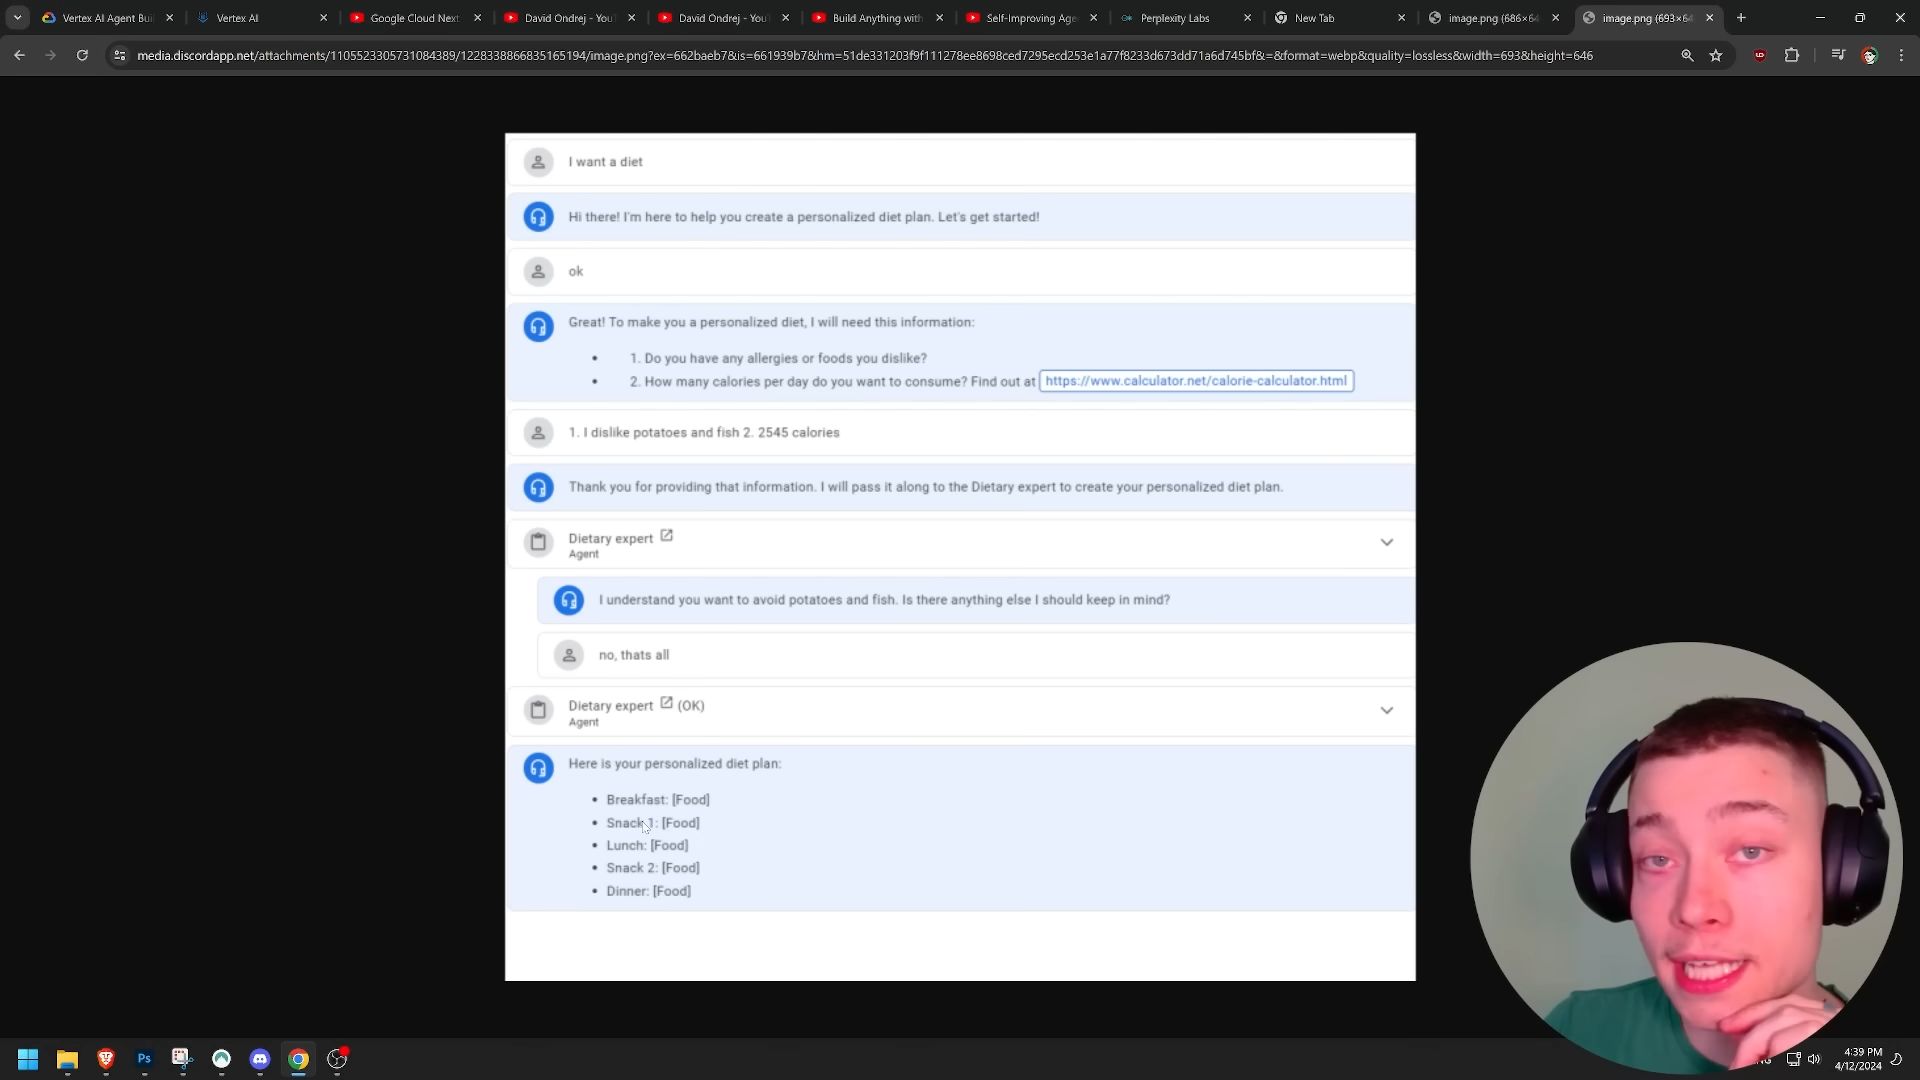 Vertex AI Agent Bui
Vertex AI
Google Cloud Next
David Ondrej - You
David Ondrej - You
Build Anything with
Self-Improving Age
Perplexity Labs
New Tab
image.png (686×64
image.png (693×64
media.discordapp.net/attachments/1105523305731084389/1228338866835165194/image.png?ex=662baeb7&is=661939b7&hm=51de331203f9f111278ee8698ced7295ecd253e1a77f8233d673dd71a6d745bf&=&format=webp&quality=lossless&width=693&height=646
I want a diet
Hi there! I'm here to help you create a personalized diet plan. Let's get started!
ok
Great! To make you a personalized diet, I will need this information:
• 1. Do you have any allergies or foods you dislike?
• 2. How many calories per day do you want to consume? Find out at https://www.calculator.net/calorie-calculator.html
1. I dislike potatoes and fish 2. 2545 calories
Thank you for providing that information. I will pass it along to the Dietary expert to create your personalized diet plan.
Dietary expert
Agent
I understand you want to avoid potatoes and fish. Is there anything else I should keep in mind?
no, thats all
Dietary expert (OK)
Agent
Here is your personalized diet plan:
• Breakfast: [Food]
• Snack 1: [Food]
• Lunch: [Food]
• Snack 2: [Food]
• Dinner: [Food]
Ps
4:39 PM
4/12/2024